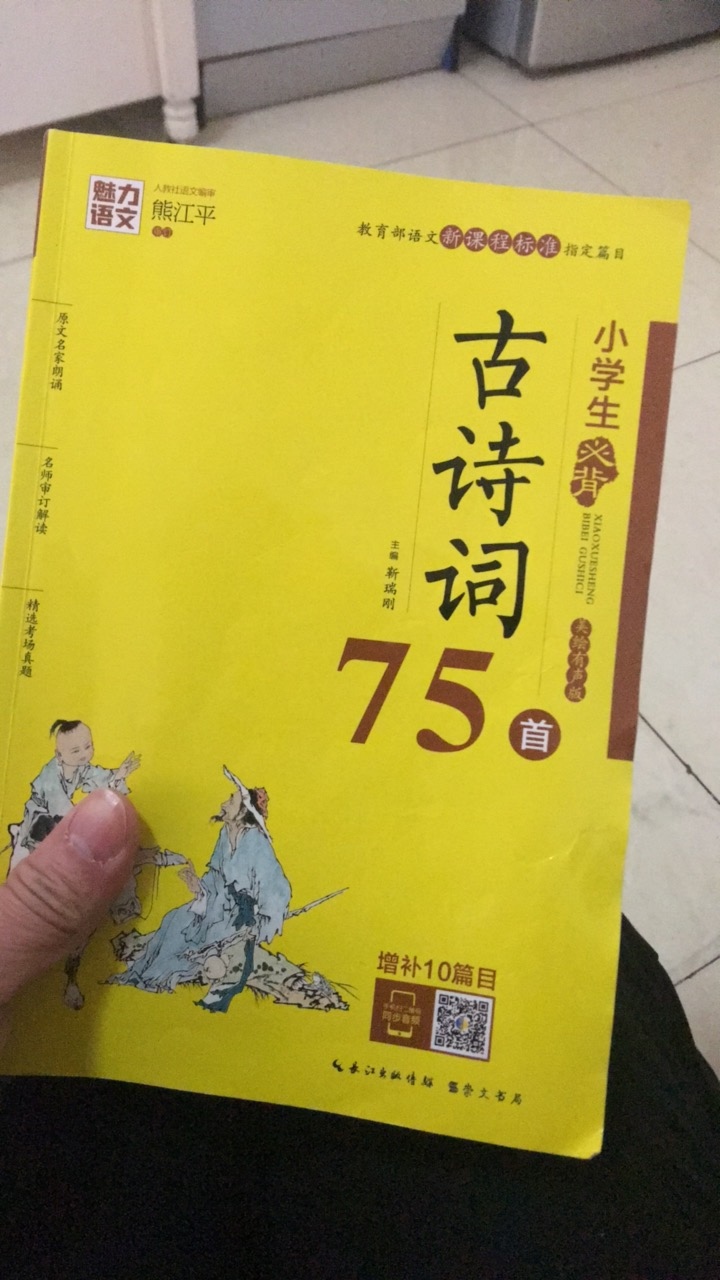 魅力
语文
人教社语文编审
熊江平
教育部语文新课程标准指定篇目
小学生必背
XIAOXUESHENG
BIBEI GUSHICI
美绘有声版
古诗词
75首
主编 靳瑞刚
原文名家朗诵
名师审订解读
精选考场真题
增补10篇目
同步音频
长江出版传媒 崇文书局